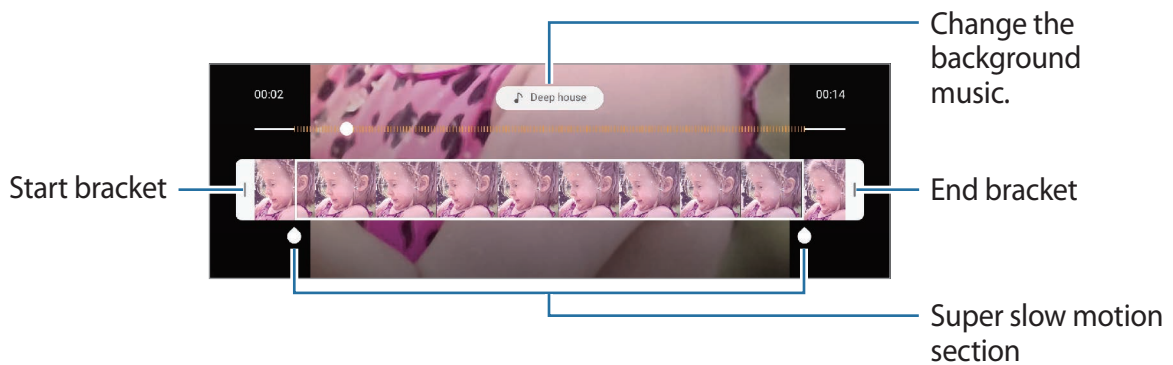 Change the
background
music.
00:02
♪ Deep house
00:14
Start bracket
End bracket
Super slow motion
section